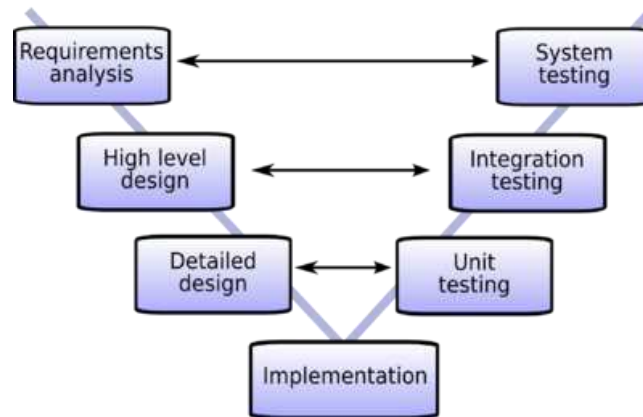 Requirements
analysis
System
testing
High level
design
Integration
testing
Detailed
design
Unit
testing
Implementation